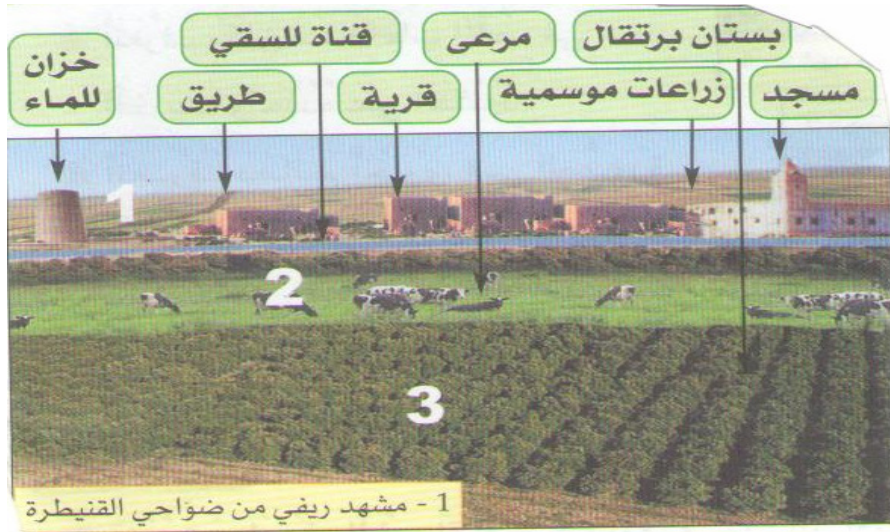 بستان برتقال
مرعى
قناة للسقي
خزان
للماء
مسجد
زراعات موسمية
قرية
طريق
1
2
3
1 - مشهد ريفي من ضواحي القنيطرة